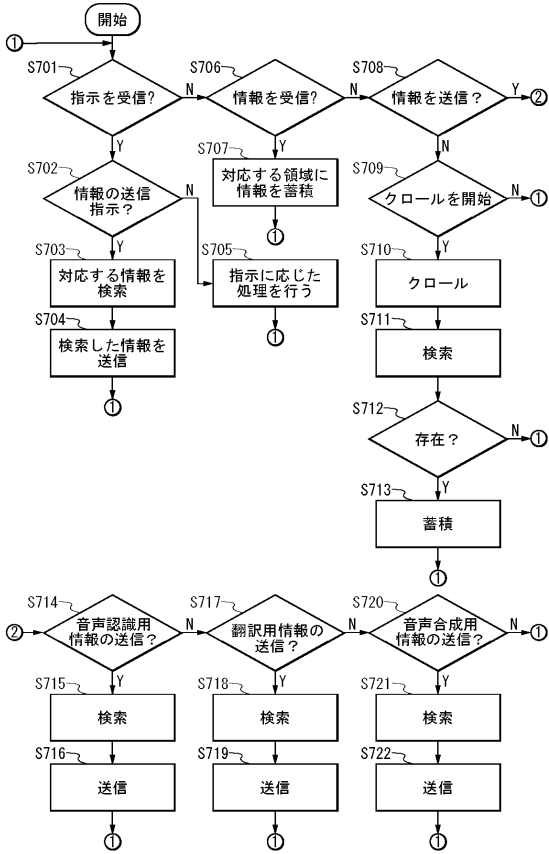 開始
①
S701
指示を受信?
N
S706
情報を受信?
N
S708
情報を送信？
Y
②
Y
Y
N
S702
情報の送信
指示？
N
S707
対応する領域に
情報を蓄積
①
S709
クロールを開始
N
①
Y
Y
S703
対応する情報を
検索
S705
指示に応じた
処理を行う
①
S710
クロール
S704
検索した情報を
送信
①
S711
検索
S712
存在？
N
①
Y
S713
蓄積
①
②
S714
音声認識用
情報の送信？
N
S717
翻訳用情報の
送信？
N
S720
音声合成用
情報の送信？
N
①
Y
Y
Y
S715
検索
S718
検索
S721
検索
S716
送信
S719
送信
S722
送信
①
①
①